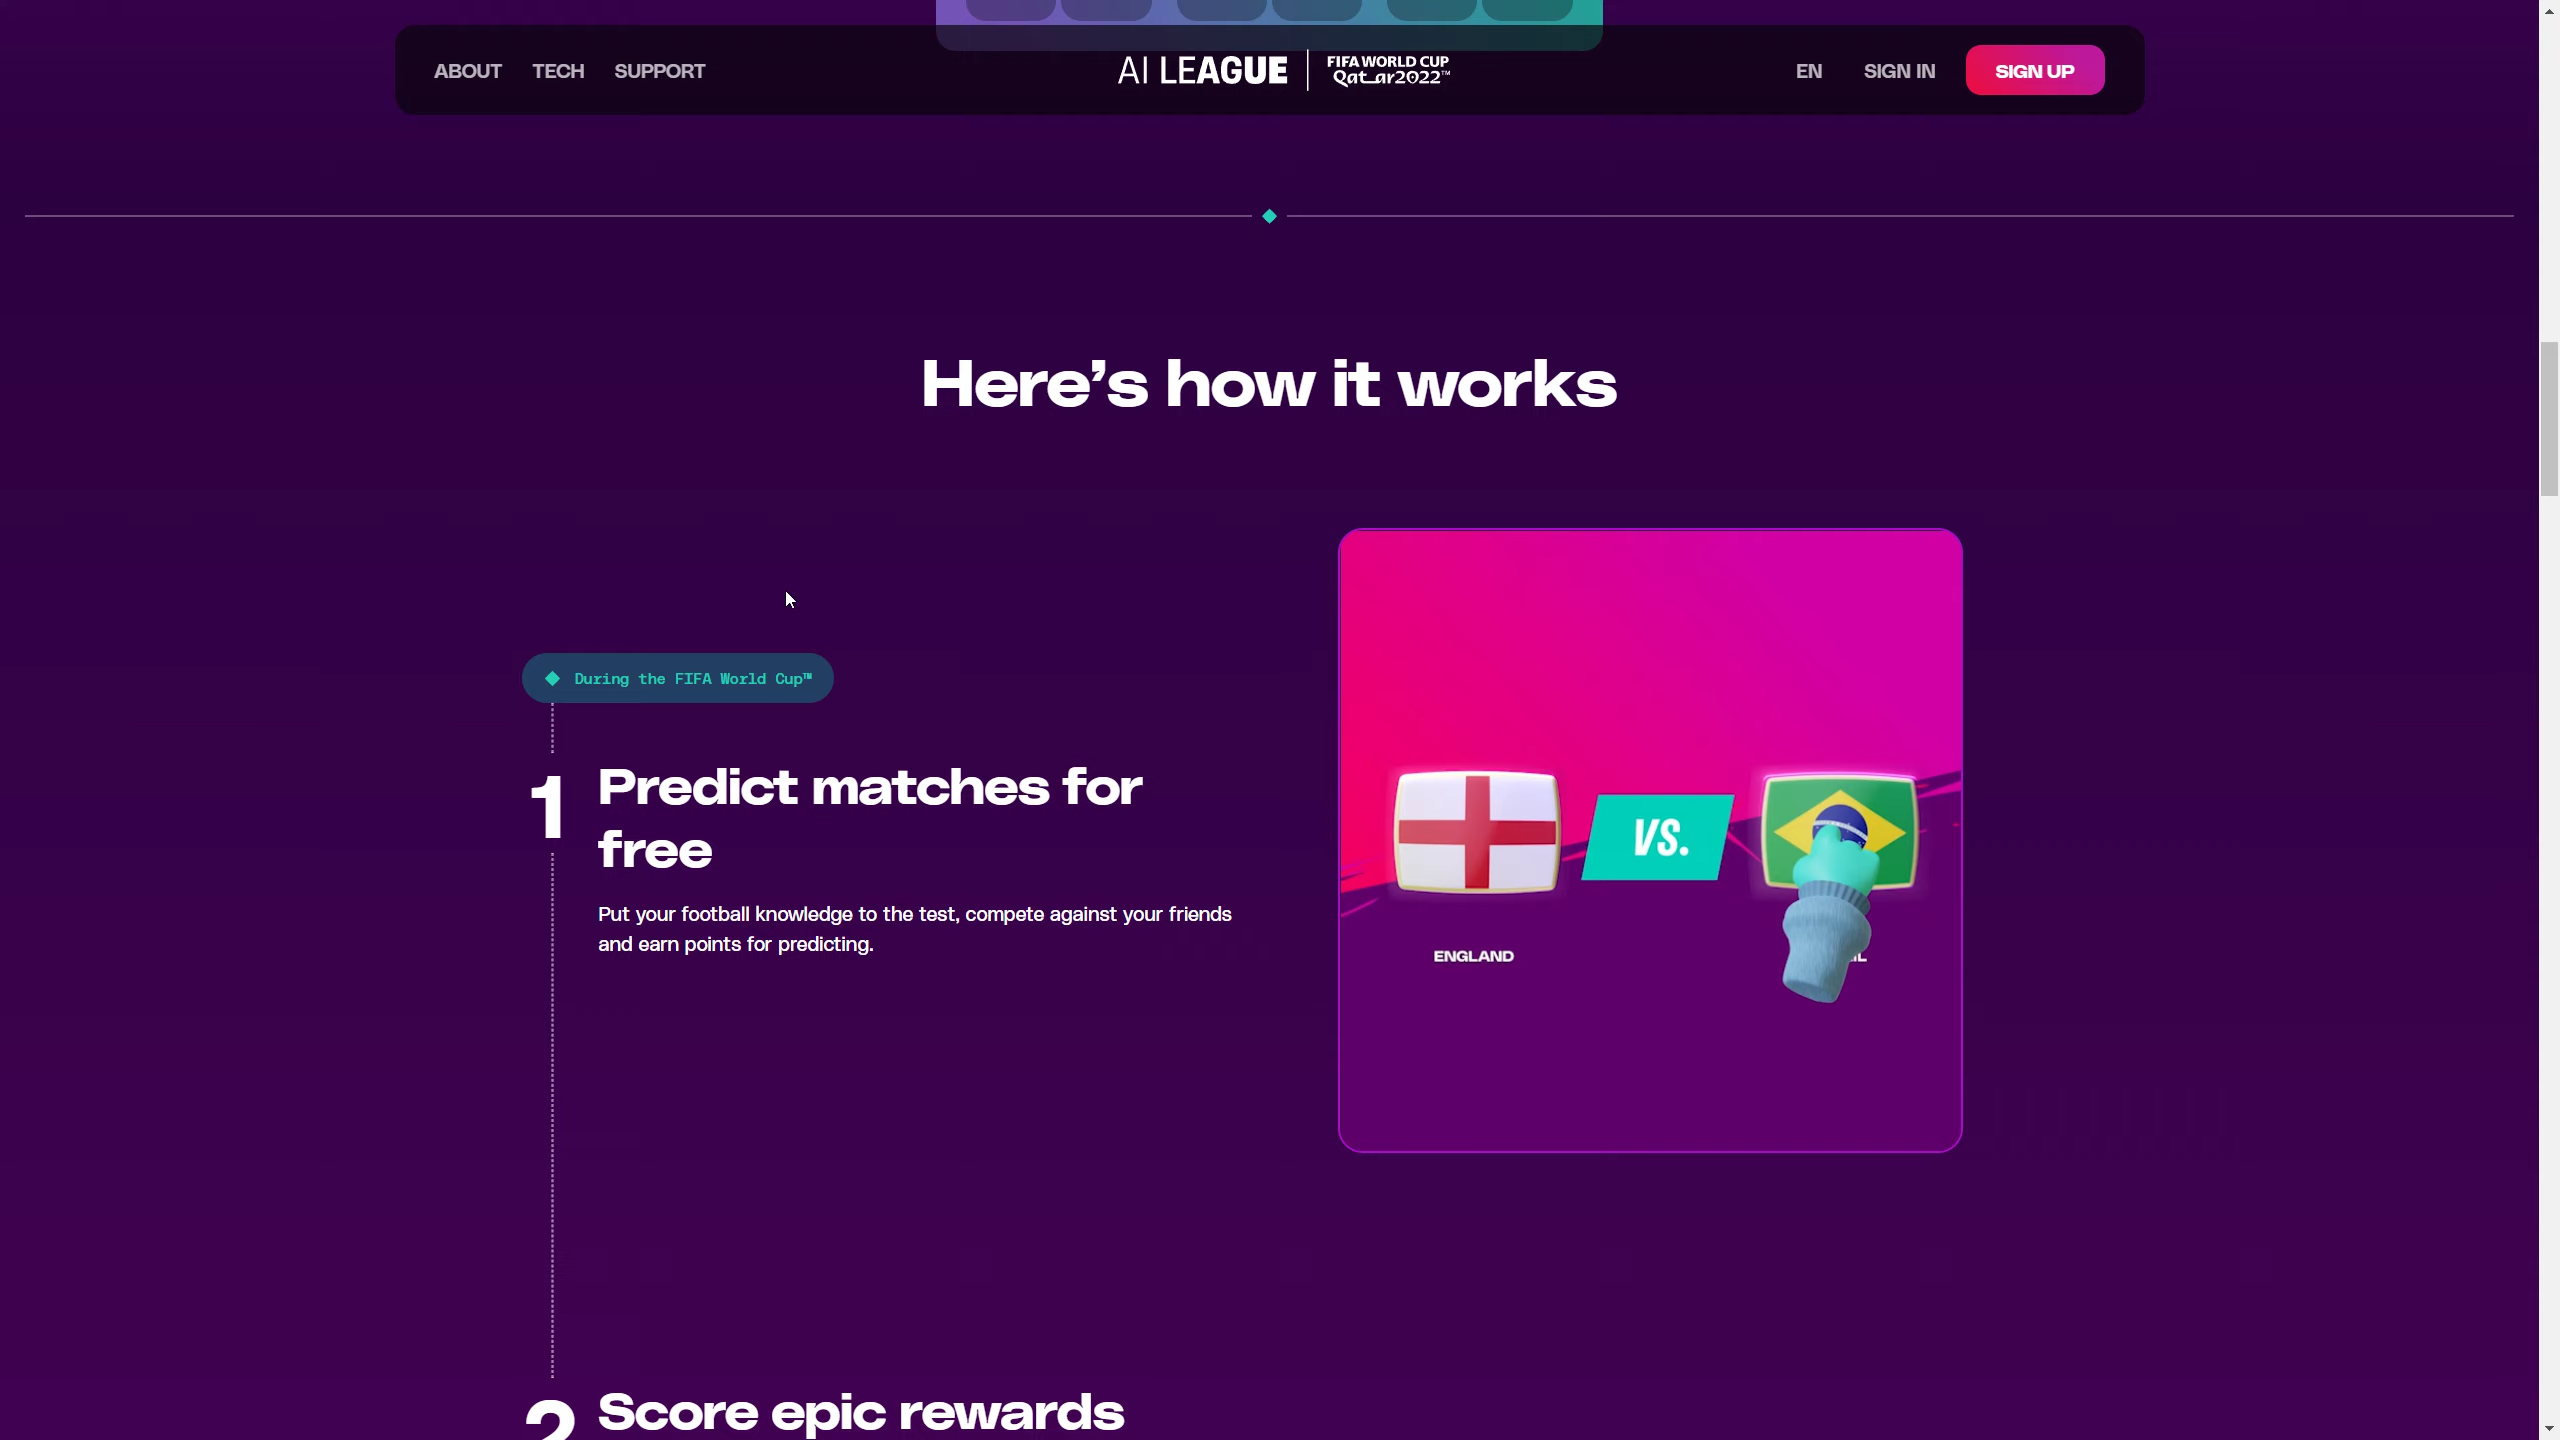 ABOUT
TECH
SUPPORT
AI LEAGUE
FIFA WORLD CUP
Qatar2022™
EN
SIGN IN
SIGN UP
Here’s how it works
During the FIFA World Cup™
1
Predict matches for
free
Put your football knowledge to the test, compete against your friends
and earn points for predicting.
VS.
ENGLAND
2
Score epic rewards